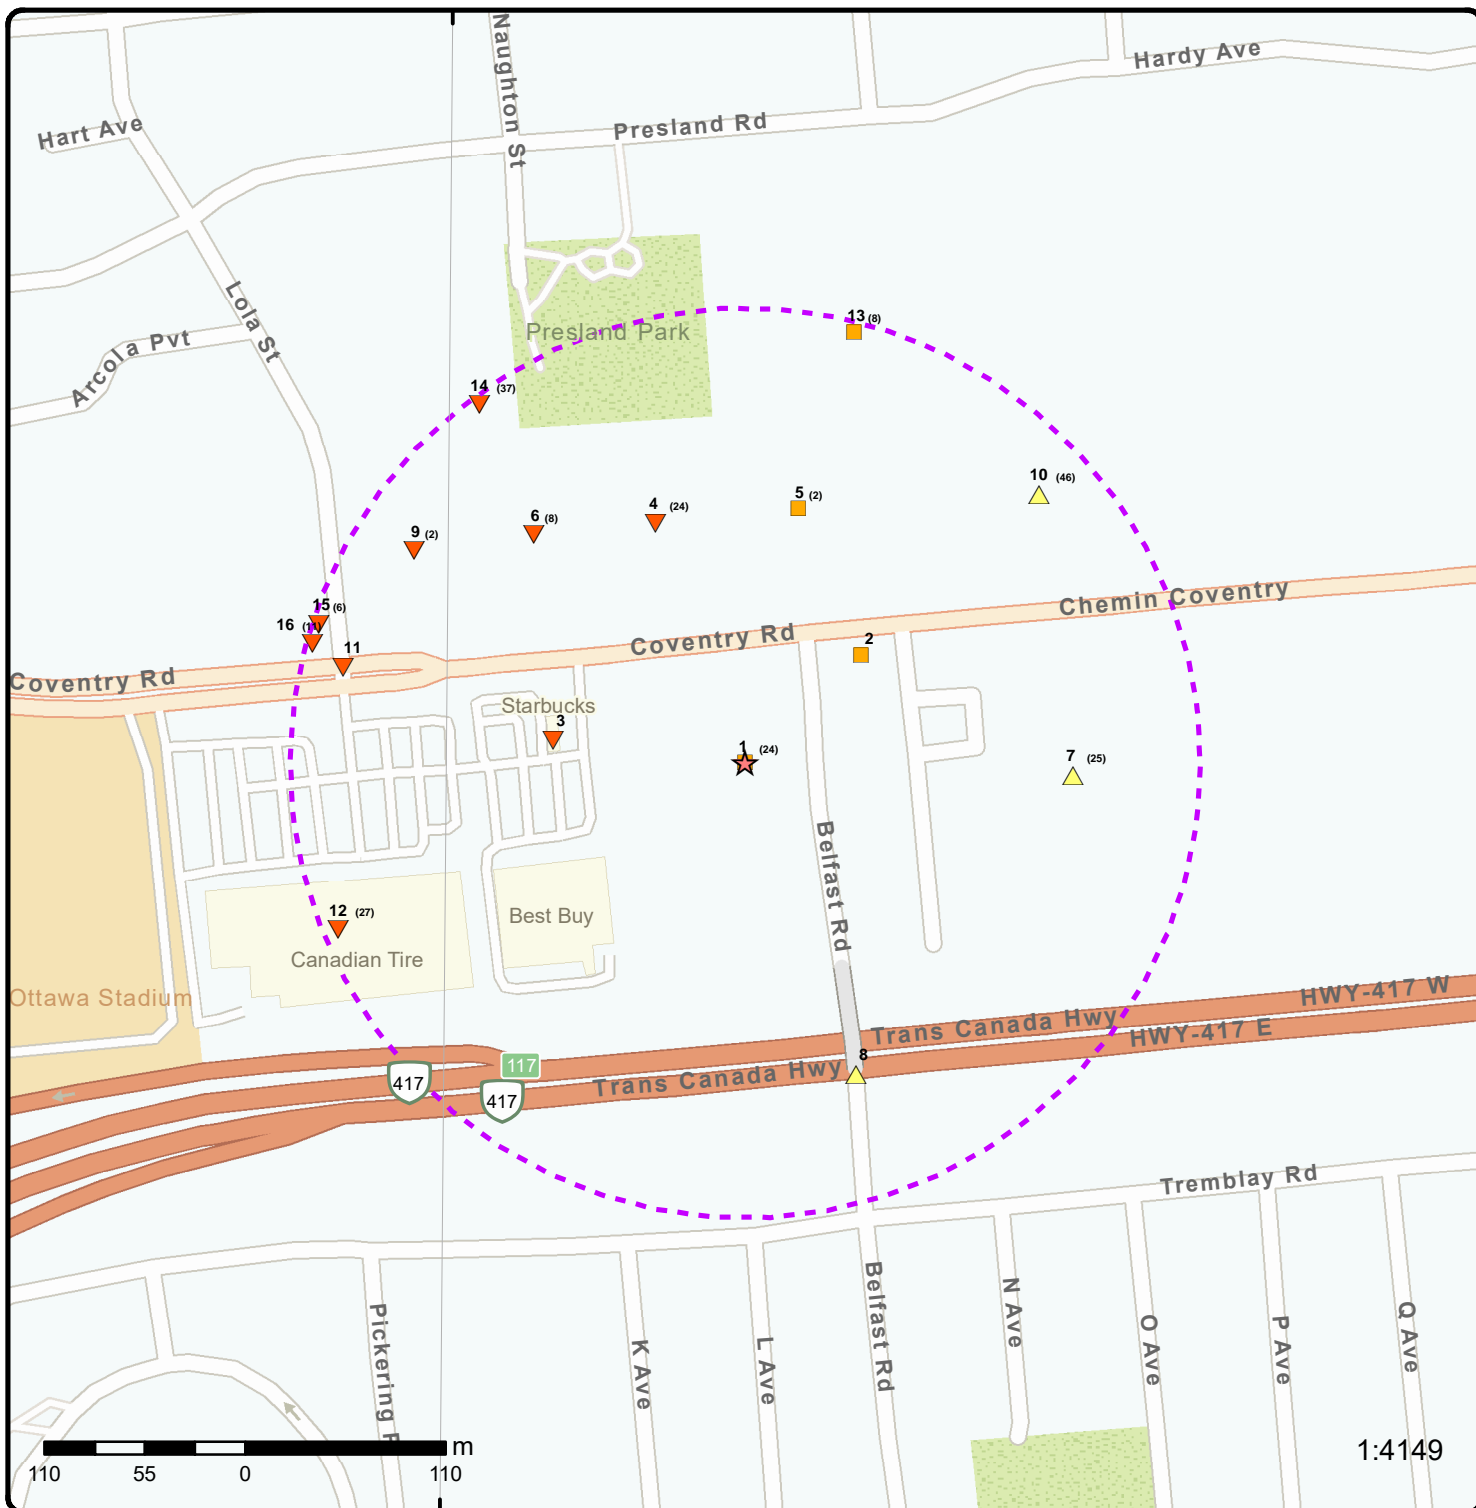 Naughton St
Hardy Ave
Presland Rd
Hart Ave
Lola St
Arcola Pvt
Presland Park
13 (8)
14 (37)
10 (46)
5 (2)
4 (24)
6 (8)
9 (2)
15 (6)
16 (11)
11
2
Chemin Coventry
Coventry Rd
Coventry Rd
Starbucks
3
1 (24)
7 (25)
Belfast Rd
Best Buy
12 (27)
Canadian Tire
Ottawa Stadium
HWY-417 W
Trans Canada Hwy
HWY-417 E
8
117
Trans Canada Hwy
417
417
Tremblay Rd
Belfast Rd
N Ave
O Ave
P Ave
Q Ave
Pickering
K Ave
L Ave
m
1:4149
110 55 0 110